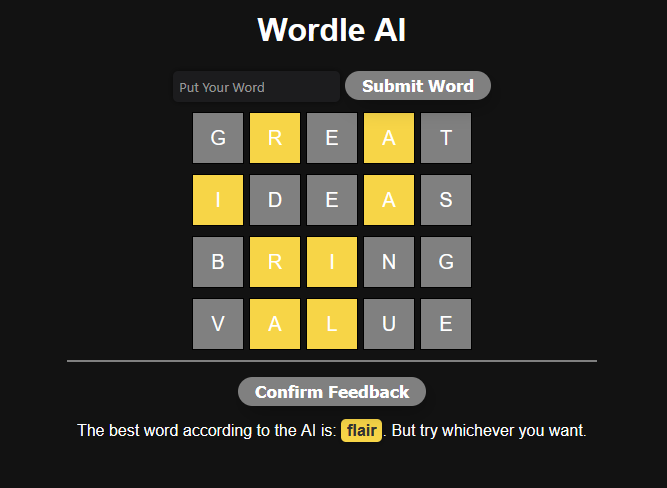 Wordle AI
Put Your Word Submit Word
G R E A T
I D E A S
B R I N G
V A L U E
Confirm Feedback
The best word according to the AI is: flair. But try whichever you want.